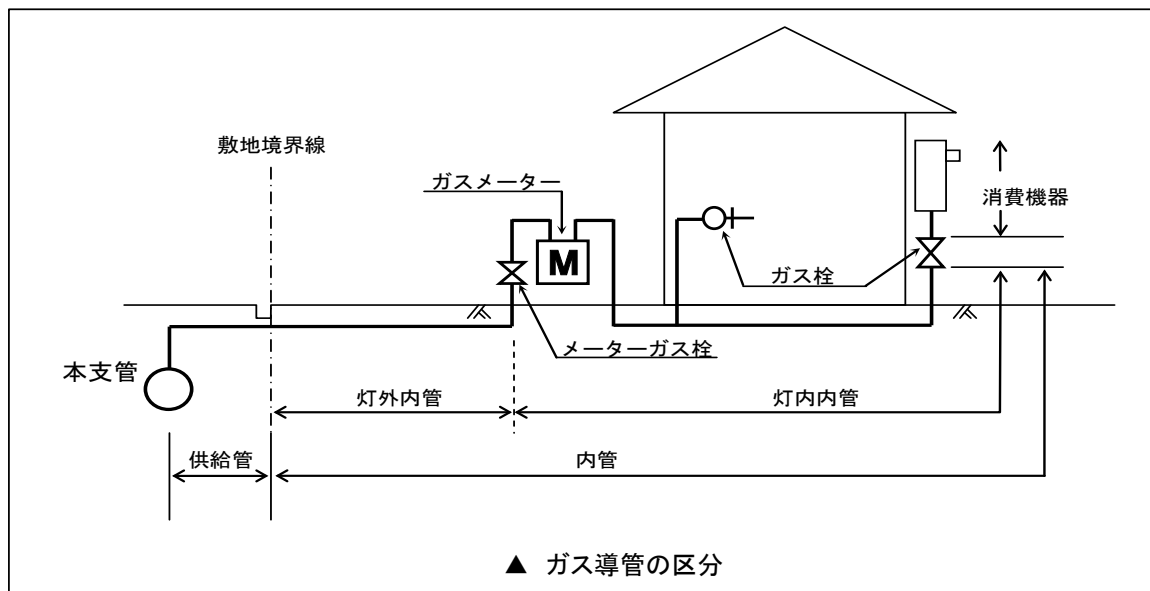 敷地境界線
ガスメーター
M
消費機器
ガス栓
メーターガス栓
本支管
灯外内管
灯内内管
供給管
内管
▲ ガス導管の区分